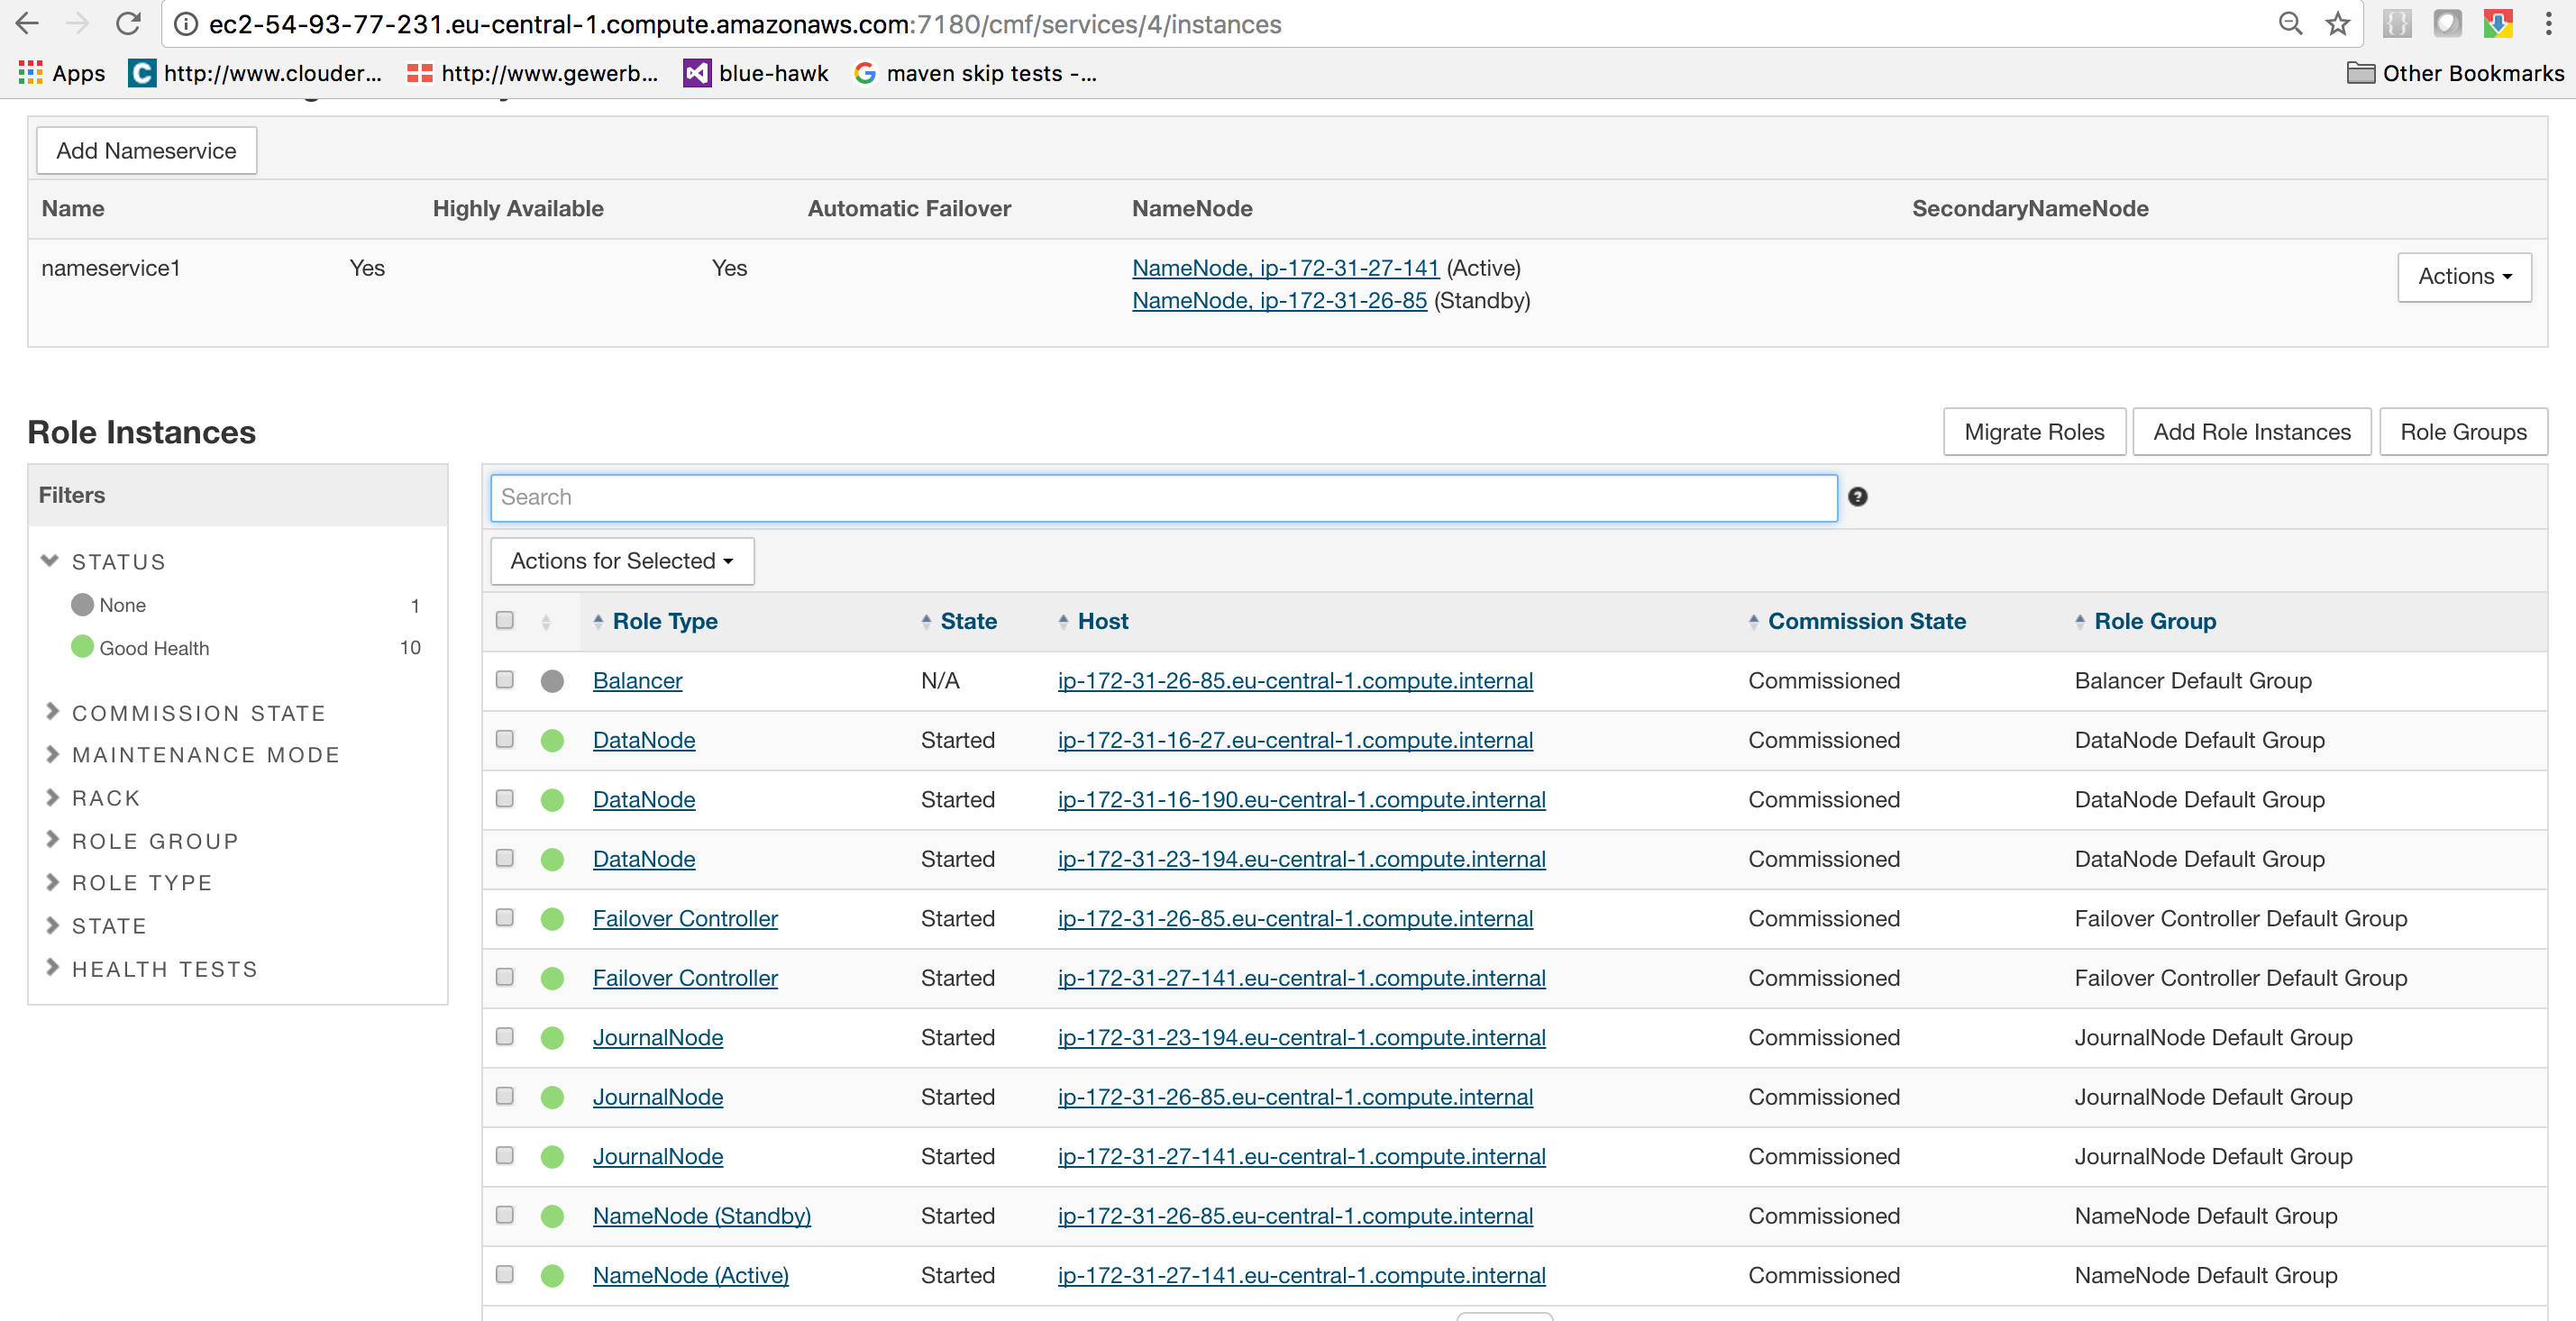 ec2-54-93-77-231.eu-central-1.compute.amazonaws.com:7180/cmf/services/4/instances
Apps http://www.clouder... http://www.gewerb... blue-hawk maven skip tests -... Other Bookmarks
Add Nameservice
Name Highly Available Automatic Failover NameNode SecondaryNameNode
nameservice1 Yes Yes NameNode, ip-172-31-27-141 (Active) Actions
NameNode, ip-172-31-26-85 (Standby)
Role Instances Migrate Roles Add Role Instances Role Groups
Filters
STATUS
None 1
Good Health 10
COMMISSION STATE
MAINTENANCE MODE
RACK
ROLE GROUP
ROLE TYPE
STATE
HEALTH TESTS
Search
Actions for Selected
Role Type State Host Commission State Role Group
Balancer N/A ip-172-31-26-85.eu-central-1.compute.internal Commissioned Balancer Default Group
DataNode Started ip-172-31-16-27.eu-central-1.compute.internal Commissioned DataNode Default Group
DataNode Started ip-172-31-16-190.eu-central-1.compute.internal Commissioned DataNode Default Group
DataNode Started ip-172-31-23-194.eu-central-1.compute.internal Commissioned DataNode Default Group
Failover Controller Started ip-172-31-26-85.eu-central-1.compute.internal Commissioned Failover Controller Default Group
Failover Controller Started ip-172-31-27-141.eu-central-1.compute.internal Commissioned Failover Controller Default Group
JournalNode Started ip-172-31-23-194.eu-central-1.compute.internal Commissioned JournalNode Default Group
JournalNode Started ip-172-31-26-85.eu-central-1.compute.internal Commissioned JournalNode Default Group
JournalNode Started ip-172-31-27-141.eu-central-1.compute.internal Commissioned JournalNode Default Group
NameNode (Standby) Started ip-172-31-26-85.eu-central-1.compute.internal Commissioned NameNode Default Group
NameNode (Active) Started ip-172-31-27-141.eu-central-1.compute.internal Commissioned NameNode Default Group